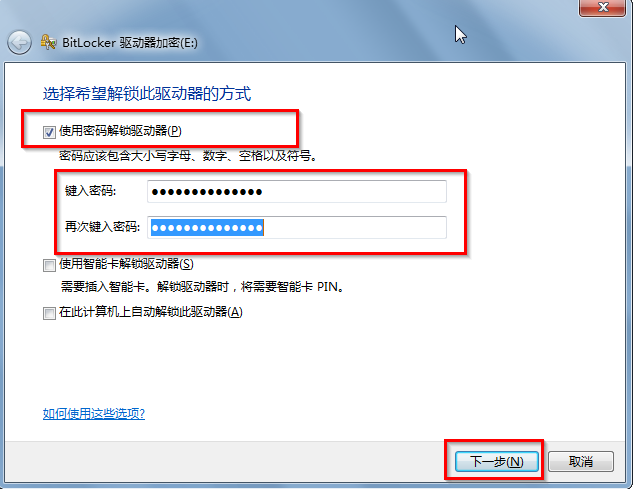 BitLocker 驱动器加密(E:)
选择希望解锁此驱动器的方式
使用密码解锁驱动器(P)
密码应该包含大小写字母、数字、空格以及符号。
键入密码: ●●●●●●●●●●●●●●
再次键入密码: ●●●●●●●●●●●●●●
使用智能卡解锁驱动器(S)
需要插入智能卡。解锁驱动器时，将需要智能卡 PIN。
在此计算机上自动解锁此驱动器(A)
如何使用这些选项?
下一步(N) 取消